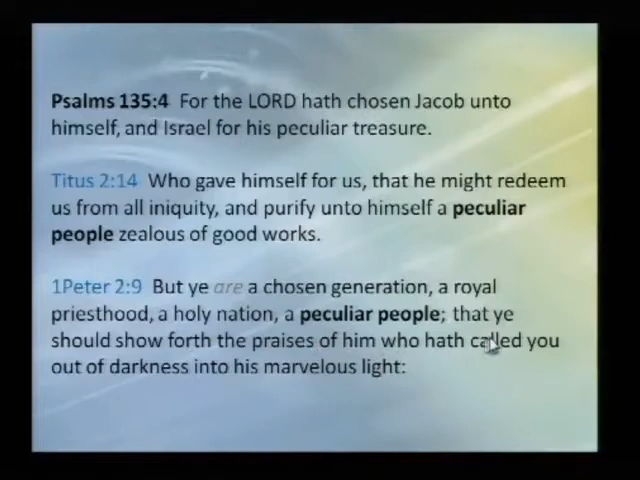 Psalms 135:4 For the LORD hath chosen Jacob unto
himself, and Israel for his peculiar treasure.
Titus 2:14 Who gave himself for us, that he might redeem
us from all iniquity, and purify unto himself a peculiar
people zealous of good works.
1Peter 2:9 But ye are a chosen generation, a royal
priesthood, a holy nation, a peculiar people; that ye
should show forth the praises of him who hath called you
out of darkness into his marvelous light: